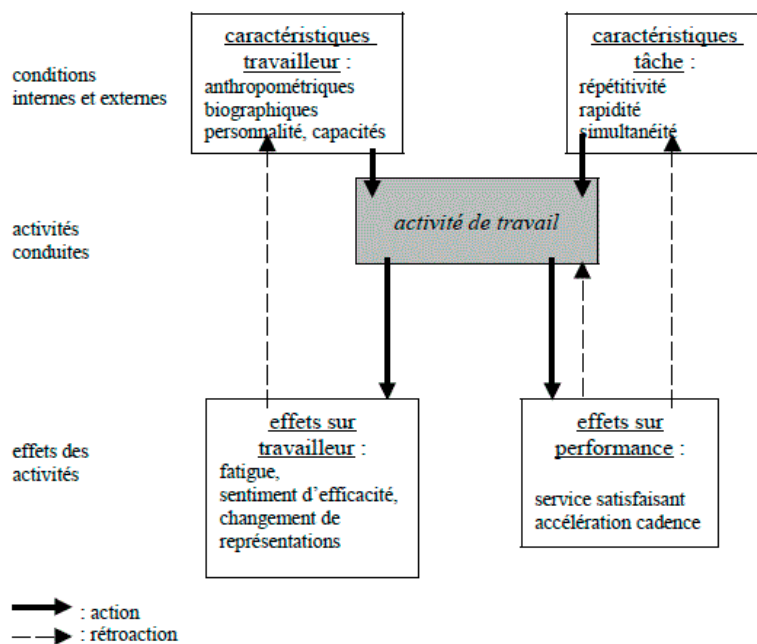 caractéristiques
travailleur :
anthropométriques
biographiques
personnalité, capacités
caractéristiques
tâche :
répétitivité
rapidité
simultanéité
conditions
internes et externes
activité de travail
activités
conduites
effets sur
travailleur :
fatigue,
sentiment d'efficacité,
changement de
représentations
effets sur
performance :
service satisfaisant
accélération cadence
effets des
activités
: action
: rétroaction